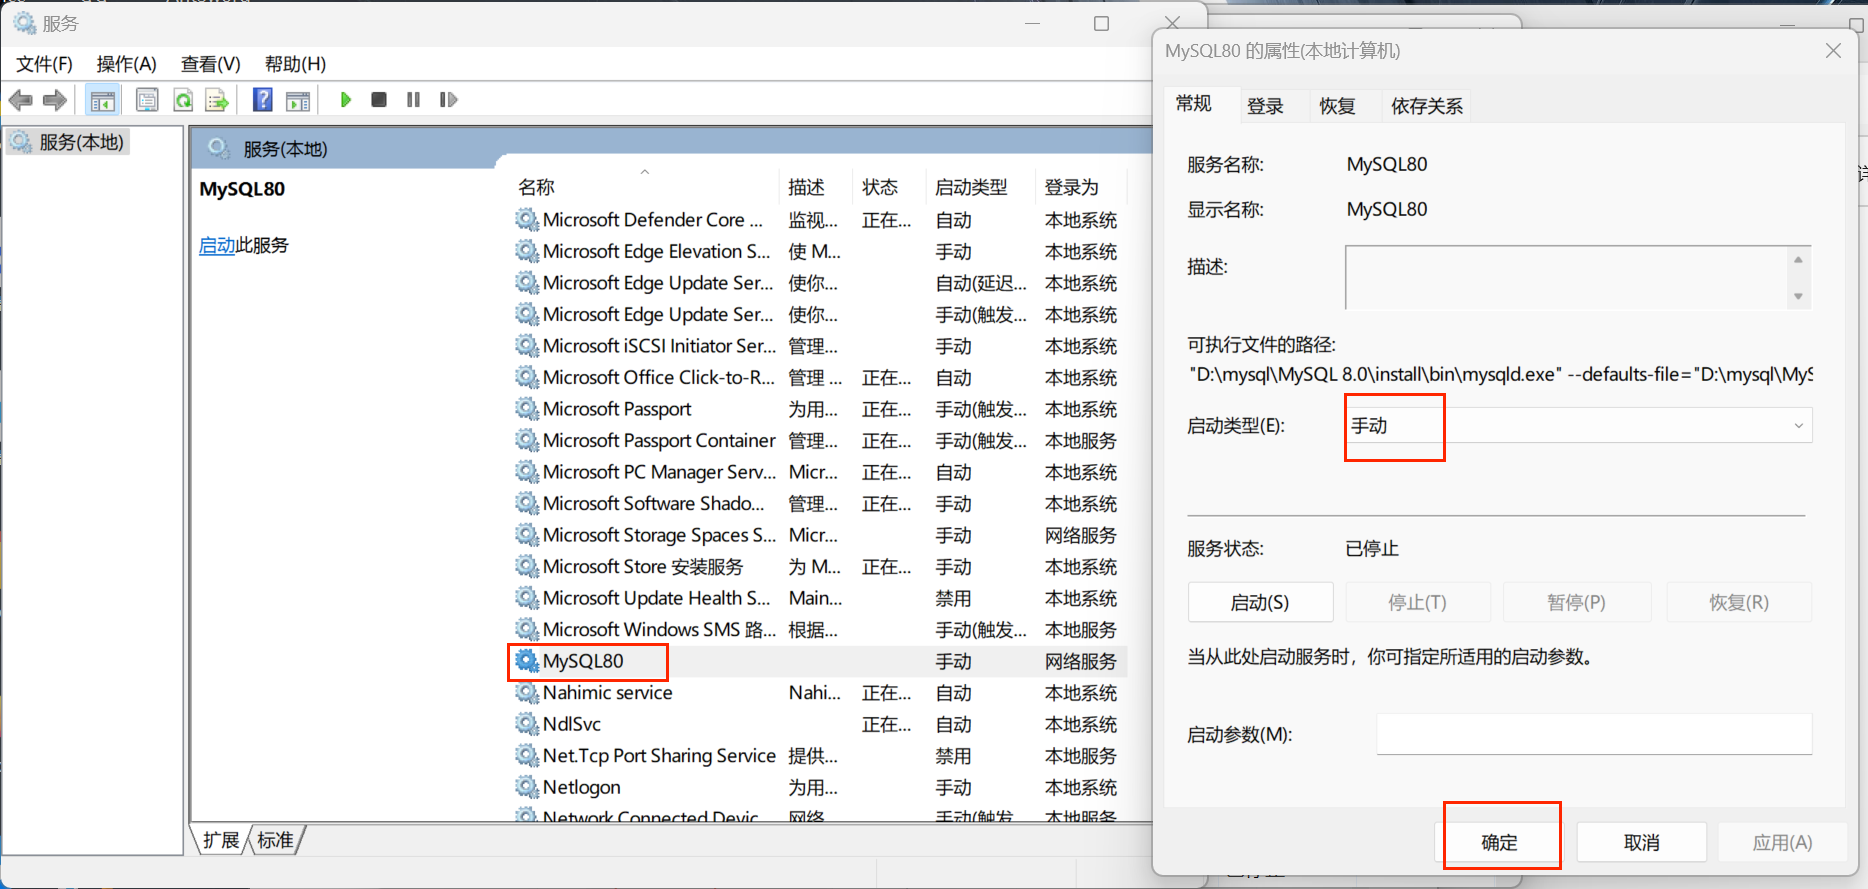 服务
文件(F) 操作(A) 查看(V) 帮助(H)
服务(本地)
服务(本地)
MySQL80
启动此服务
名称 描述 状态 启动类型 登录为
Microsoft Defender Core ... 监视... 正在... 自动 本地系统
Microsoft Edge Elevation S... 使 M... 手动 本地系统
Microsoft Edge Update Ser... 使你... 自动(延迟... 本地系统
Microsoft Edge Update Ser... 使你... 手动(触发... 本地系统
Microsoft iSCSI Initiator Ser... 管理... 手动 本地系统
Microsoft Office Click-to-R... 管理 ... 正在... 自动 本地系统
Microsoft Passport 为用... 正在... 手动(触发... 本地系统
Microsoft Passport Container 管理... 正在... 手动(触发... 本地服务
Microsoft PC Manager Serv... Micr... 正在... 自动 本地系统
Microsoft Software Shado... 管理... 正在... 手动 本地系统
Microsoft Storage Spaces S... Micr... 手动 网络服务
Microsoft Store 安装服务 为 M... 正在... 手动 本地系统
Microsoft Update Health S... Main... 禁用 本地系统
Microsoft Windows SMS 路... 根据... 手动(触发... 本地服务
MySQL80 手动 网络服务
Nahimic service Nahi... 正在... 自动 本地系统
NdlSvc 正在... 自动 本地系统
Net.Tcp Port Sharing Service 提供... 禁用 本地服务
Netlogon 为用... 手动 本地系统
Network Connected Devic 网络 手动(触发 本地服务
扩展 标准
MySQL80 的属性(本地计算机)
常规 登录 恢复 依存关系
服务名称: MySQL80
显示名称: MySQL80
描述:
可执行文件的路径:
"D:\mysql\MySQL 8.0\install\bin\mysqld.exe" --defaults-file="D:\mysql\MyS
启动类型(E): 手动
服务状态: 已停止
启动(S) 停止(T) 暂停(P) 恢复(R)
当从此处启动服务时，你可指定所适用的启动参数。
启动参数(M):
确定 取消 应用(A)